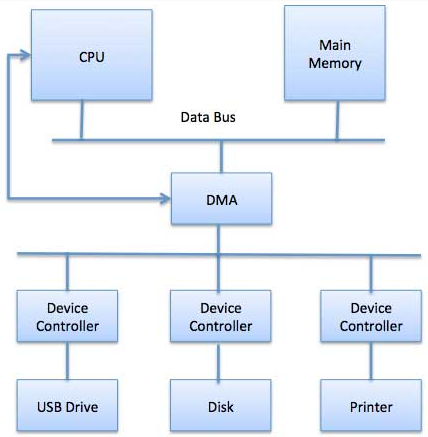 CPU
Main
Memory
Data Bus
DMA
Device
Controller
Device
Controller
Device
Controller
USB Drive
Disk
Printer